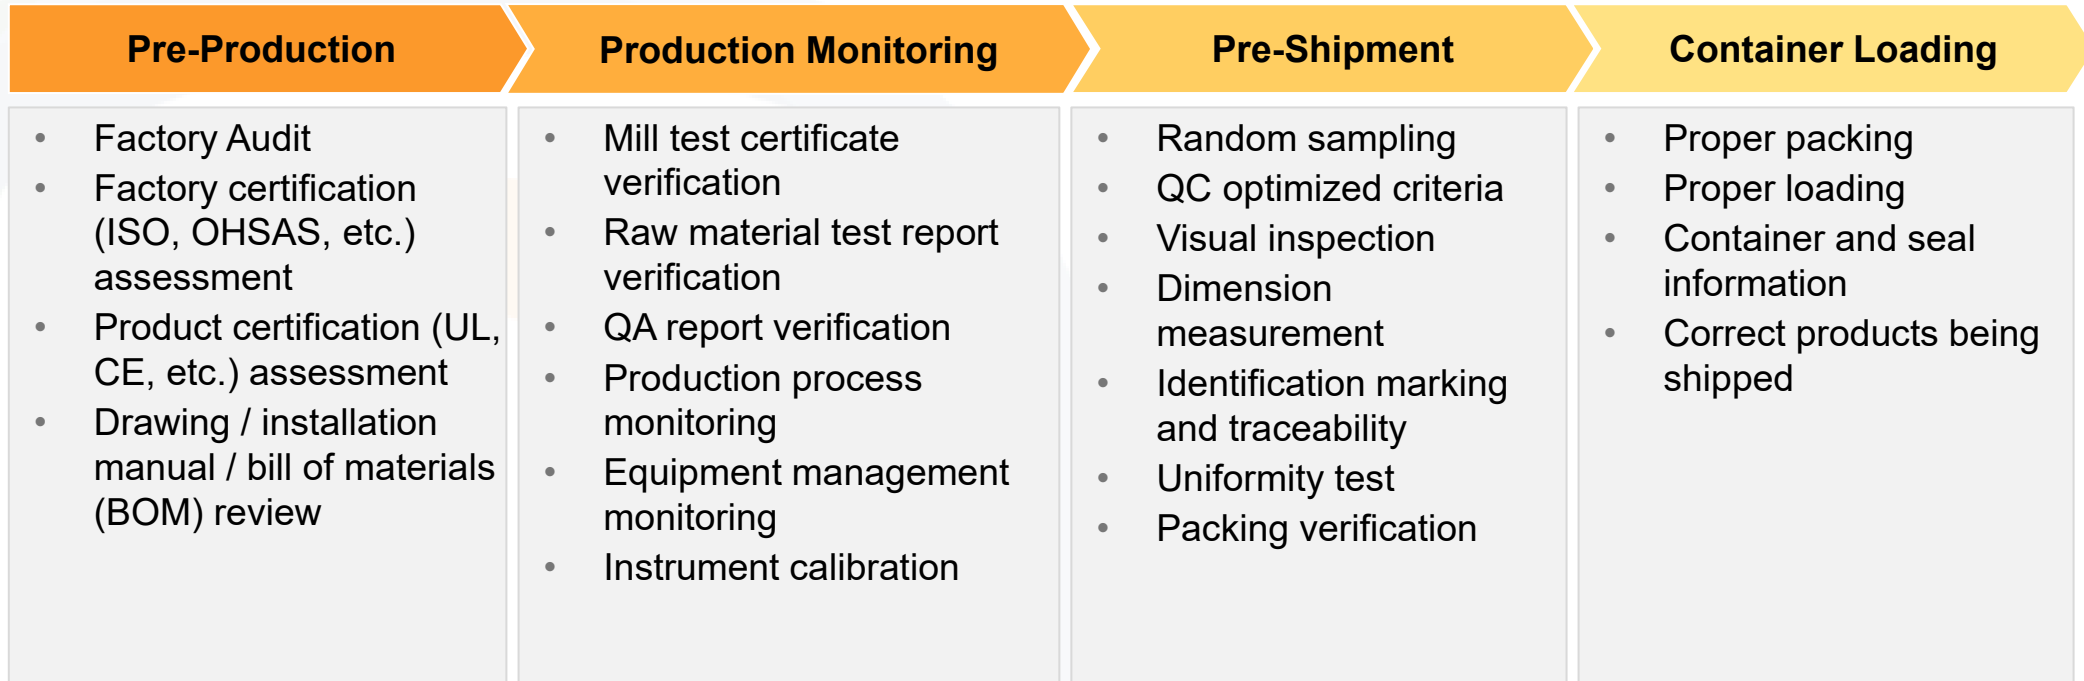 Pre-Production
Production Monitoring
Pre-Shipment
Container Loading
• Factory Audit
• Factory certification
(ISO, OHSAS, etc.)
assessment
• Product certification (UL,
CE, etc.) assessment
• Drawing / installation
manual / bill of materials
(BOM) review
• Mill test certificate
verification
• Raw material test report
verification
• QA report verification
• Production process
monitoring
• Equipment management
monitoring
• Instrument calibration
• Random sampling
• QC optimized criteria
• Visual inspection
• Dimension
measurement
• Identification marking
and traceability
• Uniformity test
• Packing verification
• Proper packing
• Proper loading
• Container and seal
information
• Correct products being
shipped